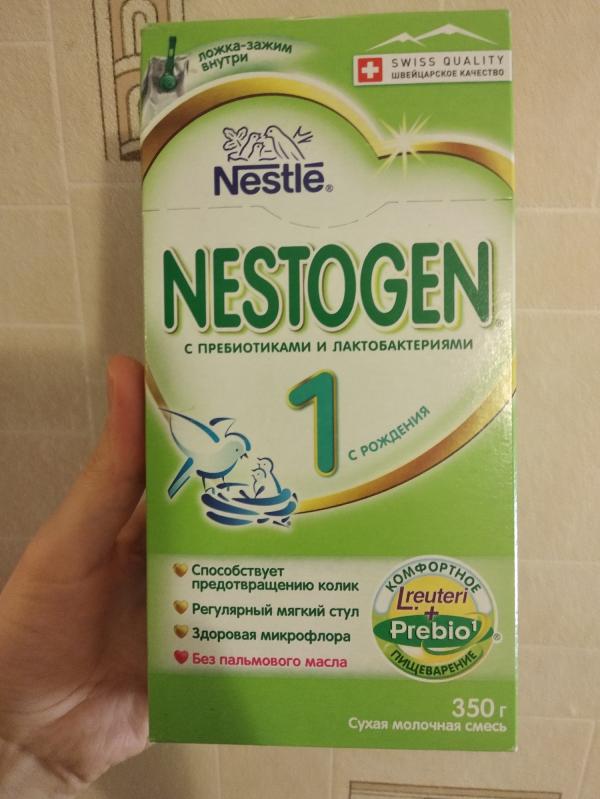 ложка-зажим
внутри
SWISS QUALITY
ШВЕЙЦАРСКОЕ КАЧЕСТВО
Nestlé®
NESTOGEN®
С ПРЕБИОТИКАМИ И ЛАКТОБАКТЕРИЯМИ
1
С РОЖДЕНИЯ
Способствует
предотвращению колик
Регулярный мягкий стул
Здоровая микрофлора
Без пальмового масла
КОМФОРТНОЕ
L.reuteri
+
Prebio1®
ПИЩЕВАРЕНИЕ
350 г
Сухая молочная смесь